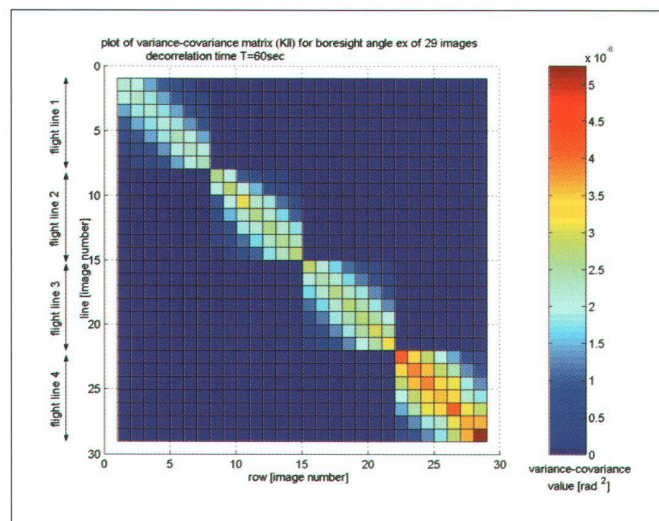 plot of variance-covariance matrix (Kll) for boresight angle ex of 29 images
decorrelation time T=60sec
x 10 -6
0
5
10
15
20
25
30
flight line 1
flight line 2
flight line 3
flight line 4
line [image number]
0 5 10 15 20 25 30
row [image number]
5
4.5
4
3.5
3
2.5
2
1.5
1
0.5
0
variance-covariance
value [rad ²]